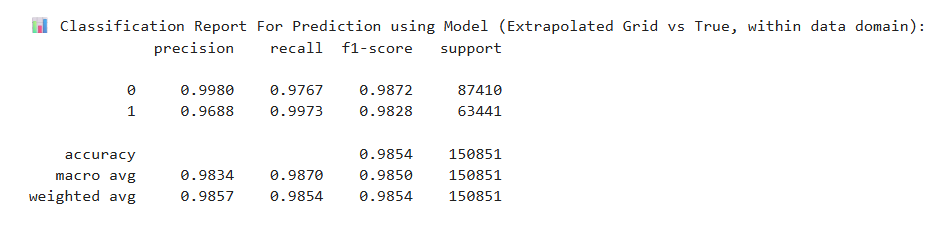 📊 Classification Report For Prediction using Model (Extrapolated Grid vs True, within data domain):
precision recall f1-score support
0 0.9980 0.9767 0.9872 87410
1 0.9688 0.9973 0.9828 63441
accuracy 0.9854 150851
macro avg 0.9834 0.9870 0.9850 150851
weighted avg 0.9857 0.9854 0.9854 150851